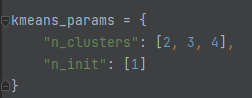 kmeans_params = {
    "n_clusters": [2, 3, 4],
    "n_init": [1]
}